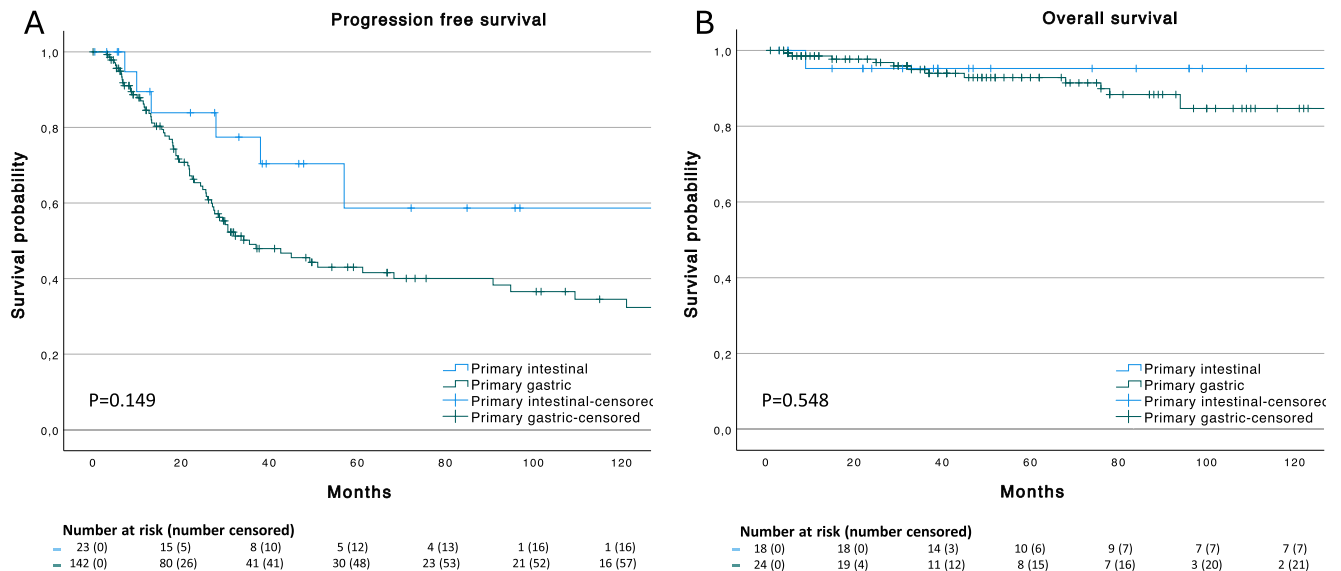 A
Progression free survival
1,0
0,8
0,6
0,4
0,2
0,0
Survival probability
P=0.149
Primary intestinal
Primary gastric
Primary intestinal-censored
Primary gastric-censored
0 20 40 60 80 100 120
Months
Number at risk (number censored)
23 (0) 15 (5) 8 (10) 5 (12) 4 (13) 1 (16) 1 (16)
142 (0) 80 (26) 41 (41) 30 (48) 23 (53) 21 (52) 16 (57)
B
Overall survival
1,0
0,8
0,6
0,4
0,2
0,0
Survival probability
P=0.548
Primary intestinal
Primary gastric
Primary intestinal-censored
Primary gastric-censored
0 20 40 60 80 100 120
Months
Number at risk (number censored)
18 (0) 18 (0) 14 (3) 10 (6) 9 (7) 7 (7) 7 (7)
24 (0) 19 (4) 11 (12) 8 (15) 7 (16) 3 (20) 2 (21)